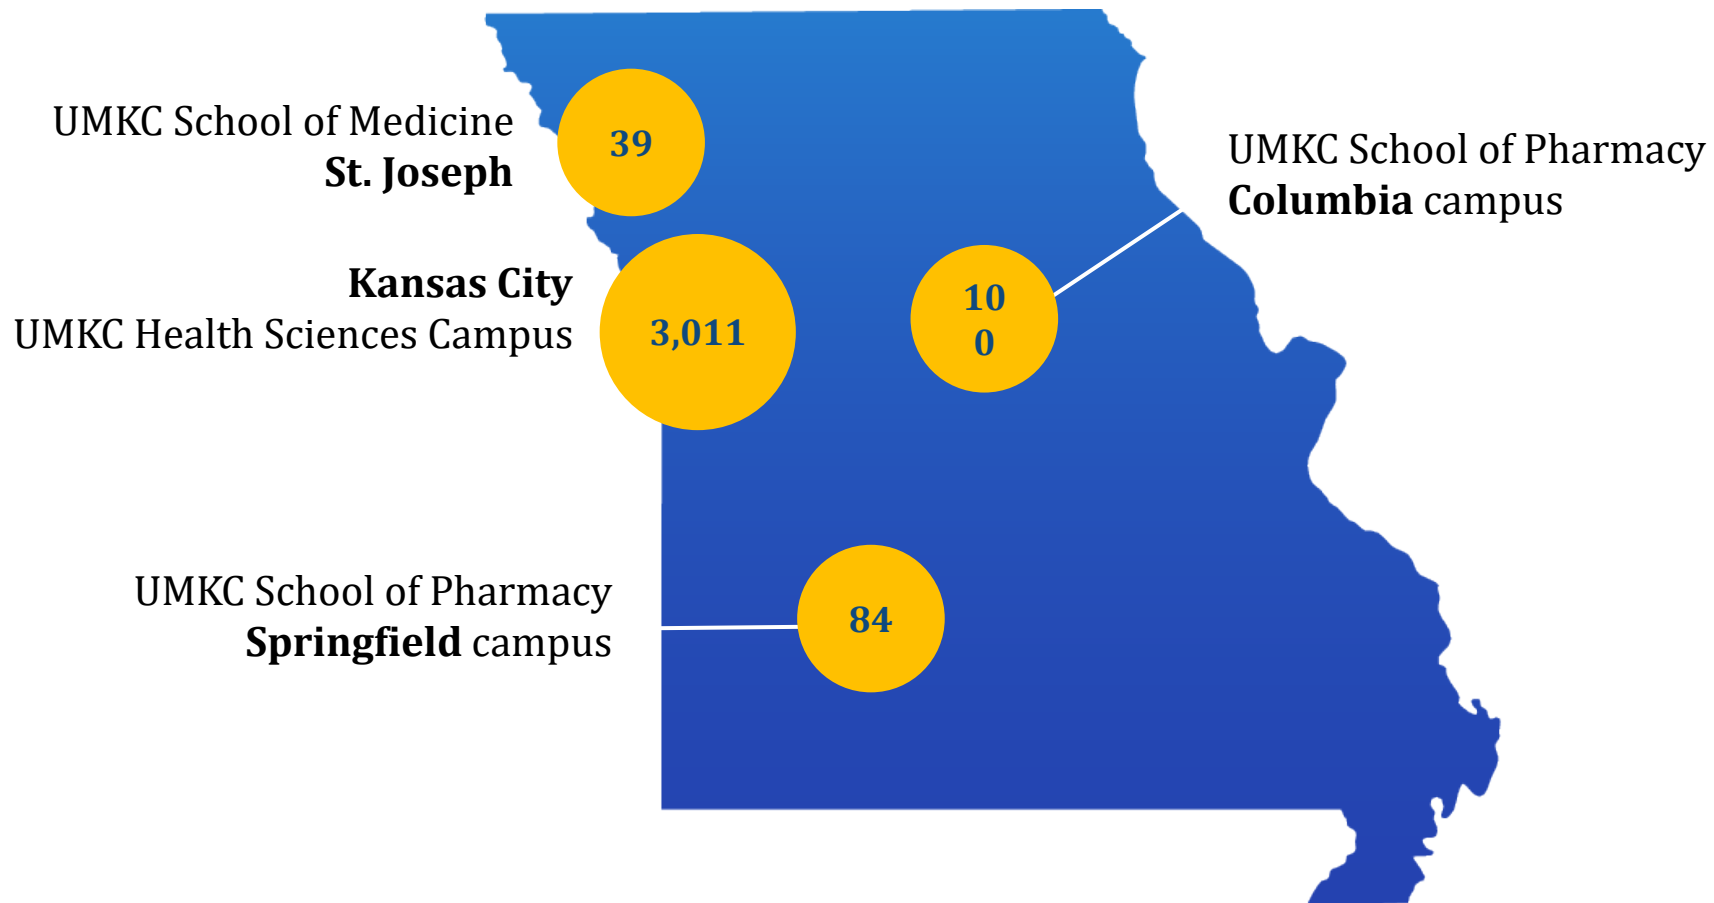 UMKC School of Medicine
St. Joseph
39
Kansas City
UMKC Health Sciences Campus
3,011
10
0
UMKC School of Pharmacy
Columbia campus
UMKC School of Pharmacy
Springfield campus
84